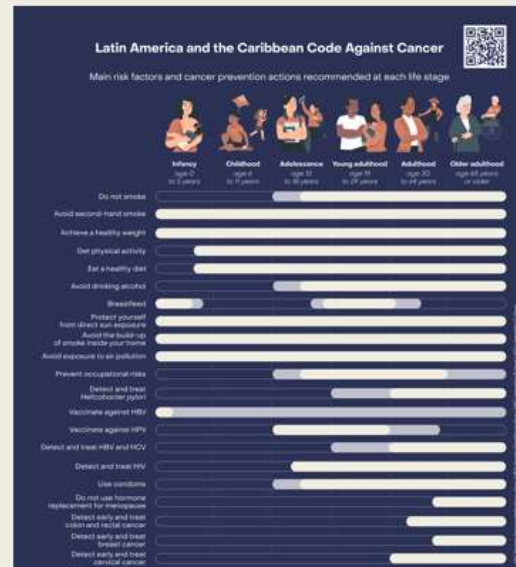 Latin America and the Caribbean Code Against Cancer
Main risk factors and cancer prevention actions recommended at each life stage
Infancy
age 0
to 5 years
Childhood
age 6
to 11 years
Adolescence
age 12
to 18 years
Young adulthood
age 19
to 29 years
Adulthood
age 30
to 64 years
Older adulthood
age 65 years
or older
Do not smoke
Avoid second-hand smoke
Achieve a healthy weight
Get physical activity
Eat a healthy diet
Avoid drinking alcohol
Breastfeed
Protect yourself
from direct sun exposure
Avoid the build-up
of smoke inside your home
Avoid exposure to air pollution
Prevent occupational risks
Detect and treat
Helicobacter pylori
Vaccinate against HBV
Vaccinate against HPV
Detect and treat HBV and HCV
Detect and treat HIV
Use condoms
Do not use hormone
replacement for menopause
Detect early and treat
colon and rectal cancer
Detect early and treat
breast cancer
Detect early and treat
cervical cancer